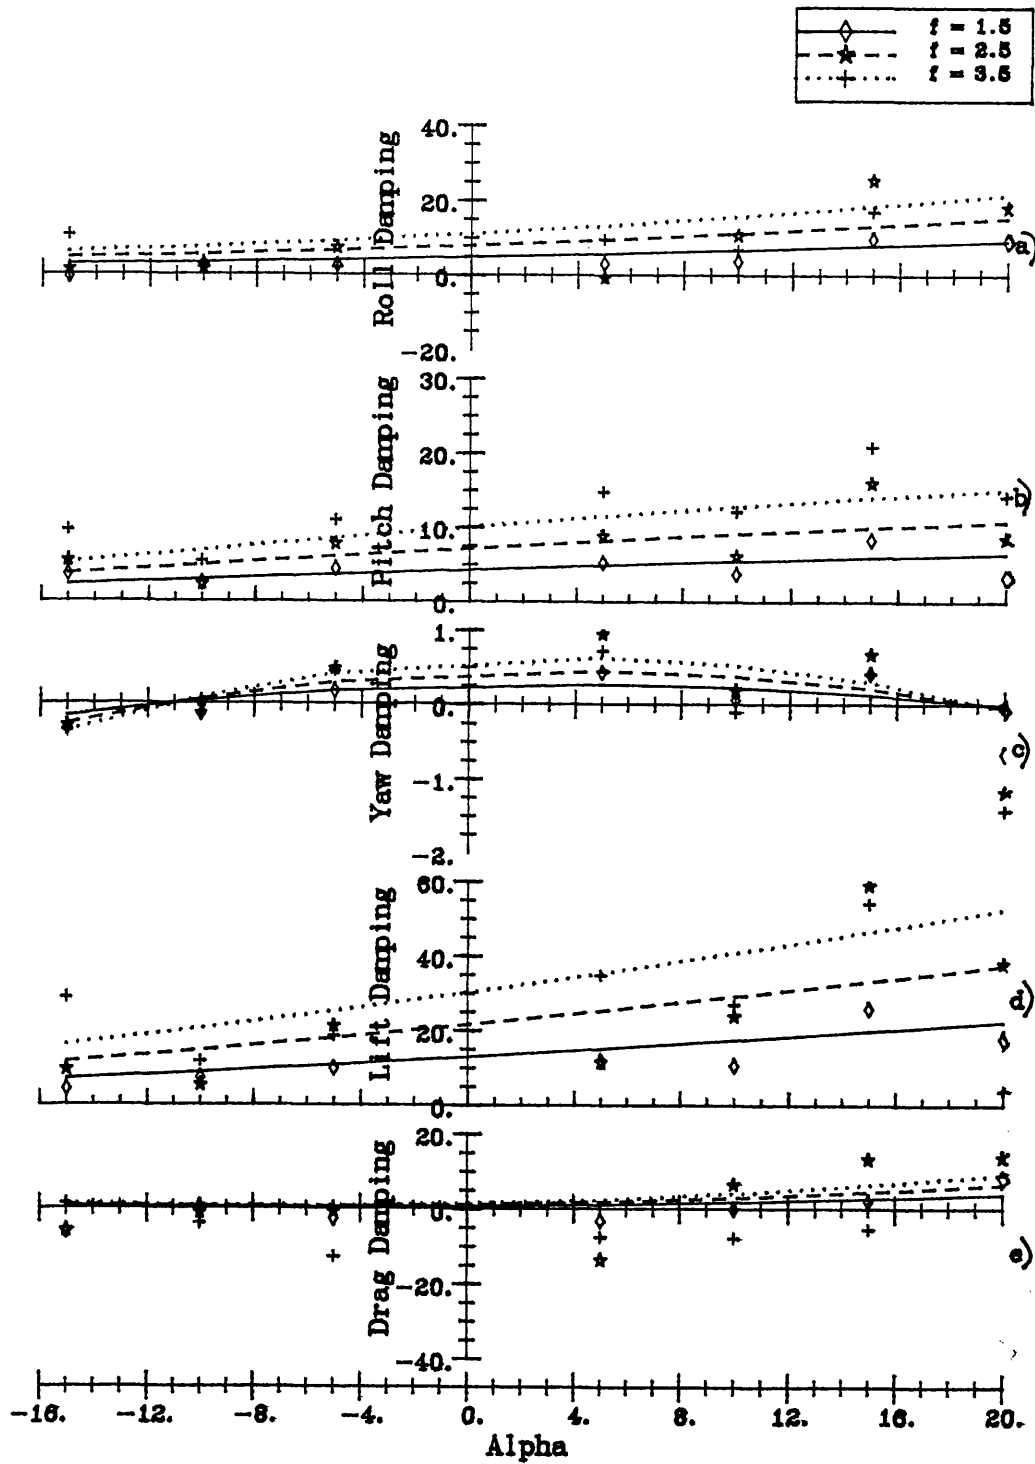 f = 1.5
f = 2.5
f = 3.5
40.
20.
0.
-20.
Roll Damping
a)
30.
20.
10.
0.
Pitch Damping
b)
1.
0.
-1.
-2.
Yaw Damping
c)
60.
40.
20.
0.
Lift Damping
d)
20.
0.
-20.
-40.
Drag Damping
e)
-16. -12. -8. -4. 0. 4. 8. 12. 16. 20.
Alpha